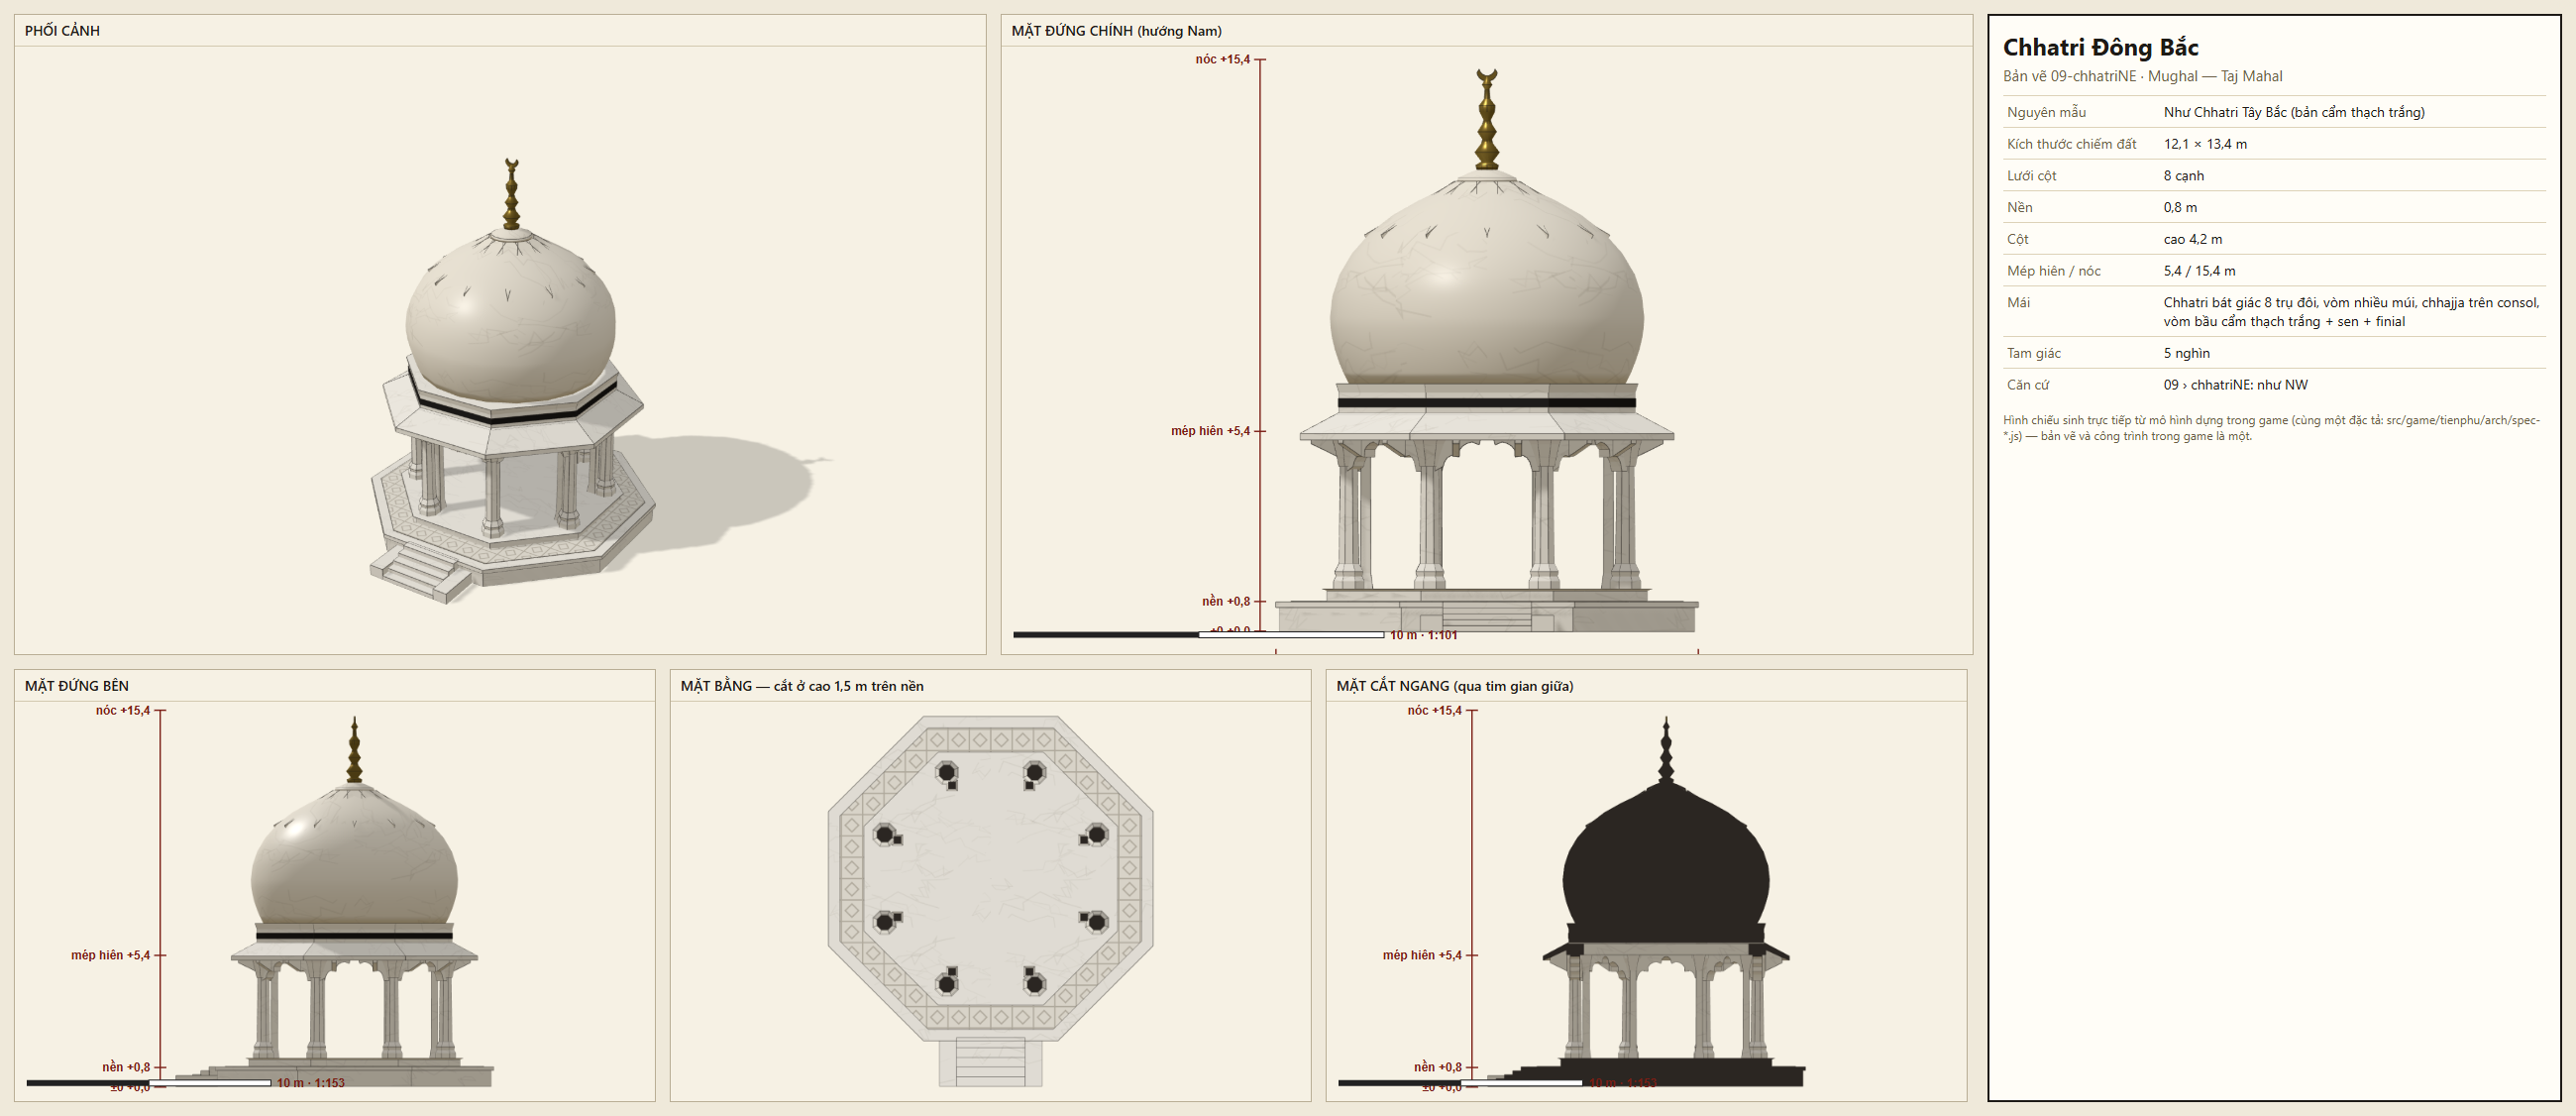 PHỐI CẢNH
MẶT ĐỨNG CHÍNH (hướng Nam)
nóc +15,4
mép hiên +5,4
nền +0,8
±0 +0,0
10 m · 1:101
MẶT ĐỨNG BÊN
nóc +15,4
mép hiên +5,4
nền +0,8
±0 +0,0
10 m · 1:153
MẶT BẰNG — cắt ở cao 1,5 m trên nền
MẶT CẮT NGANG (qua tim gian giữa)
nóc +15,4
mép hiên +5,4
nền +0,8
±0 +0,0
10 m · 1:153
Chhatri Đông Bắc
Bản vẽ 09-chhatriNE · Mughal — Taj Mahal
Nguyên mẫu Như Chhatri Tây Bắc (bản cẩm thạch trắng)
Kích thước chiếm đất 12,1 × 13,4 m
Lưới cột 8 cạnh
Nền 0,8 m
Cột cao 4,2 m
Mép hiên / nóc 5,4 / 15,4 m
Mái Chhatri bát giác 8 trụ đôi, vòm nhiều múi, chhajja trên consol,
vòm bầu cẩm thạch trắng + sen + finial
Tam giác 5 nghìn
Căn cứ 09 › chhatriNE: như NW
Hình chiếu sinh trực tiếp từ mô hình dựng trong game (cùng một đặc tả: src/game/tienphu/arch/spec-
*.js) — bản vẽ và công trình trong game là một.